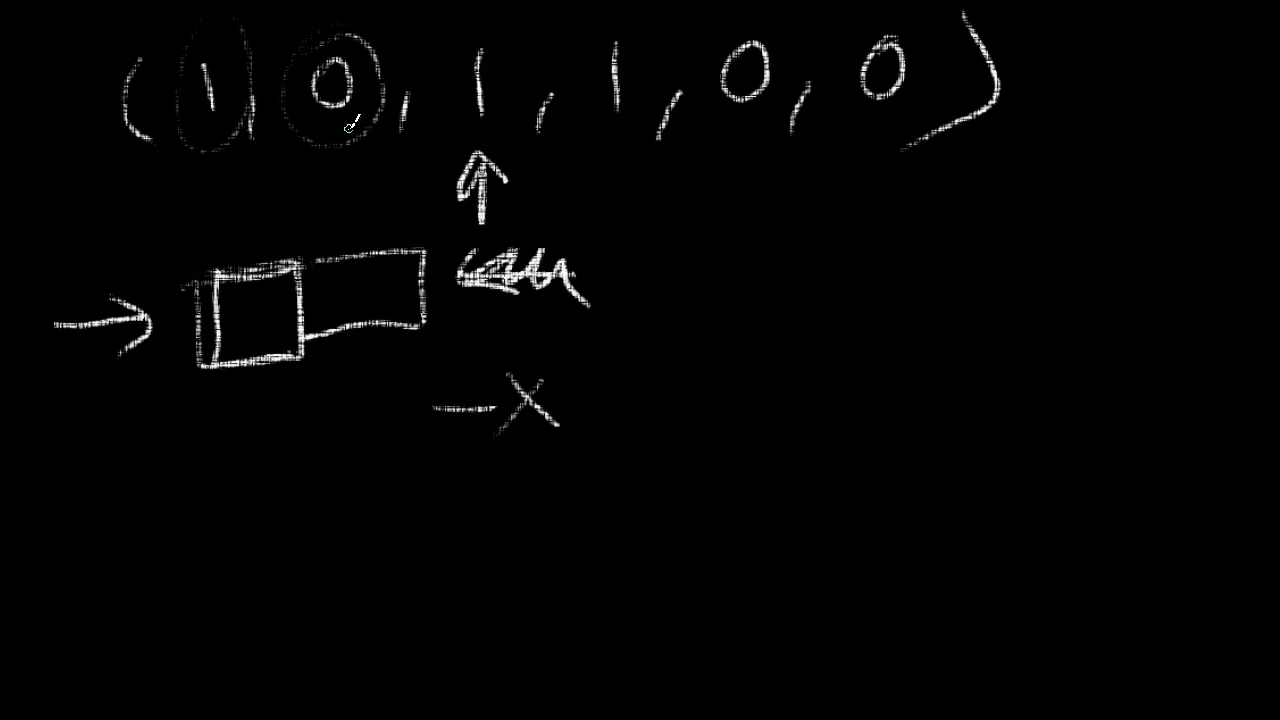 (1, 0, 1, 1, 0, 0)
x